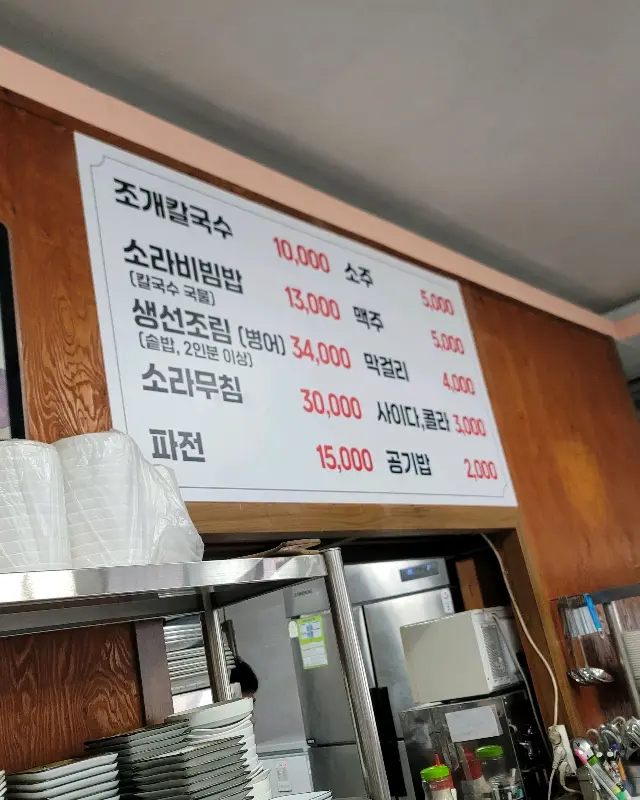 조개칼국수 10,000
소라비빔밥 13,000
(칼국수 국물)
생선조림 (병어) 34,000
(솥밥, 2인분 이상)
소라무침 30,000
파전 15,000
소주 5,000
맥주 5,000
막걸리 4,000
사이다,콜라 3,000
공기밥 2,000